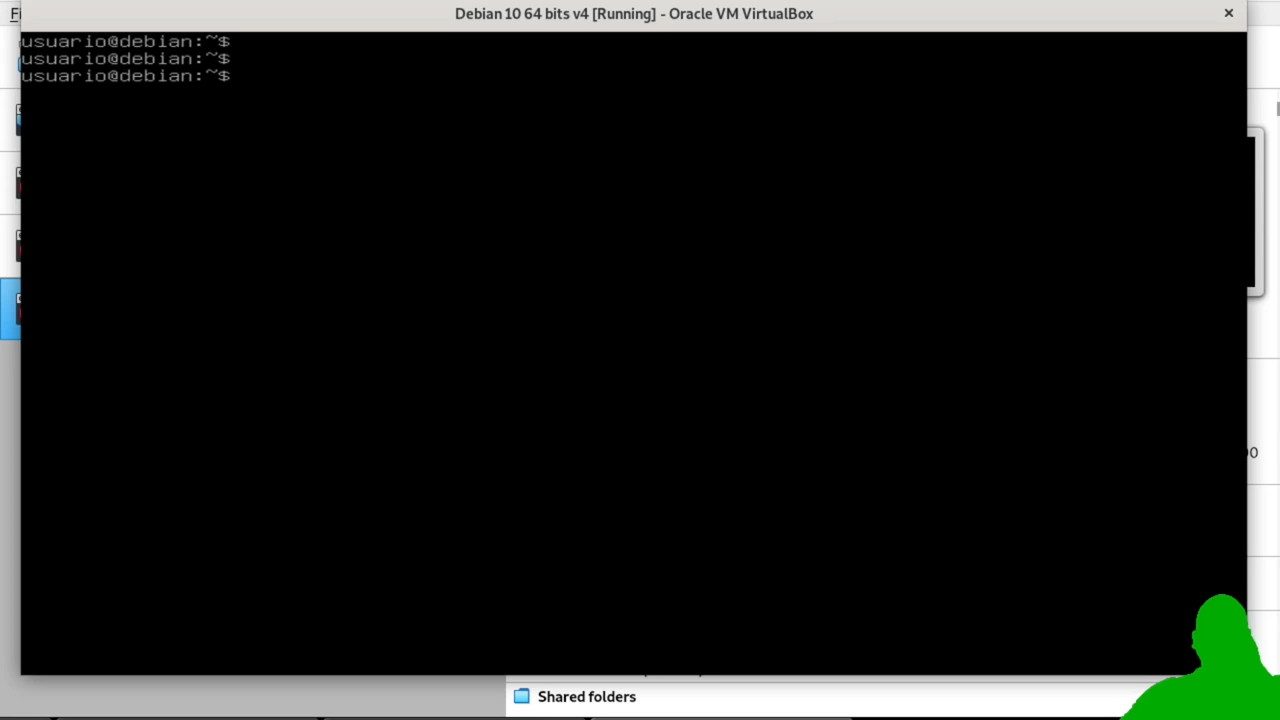 Debian 10 64 bits v4 [Running] - Oracle VM VirtualBox
usuario@debian:~$
usuario@debian:~$
usuario@debian:~$
Shared folders